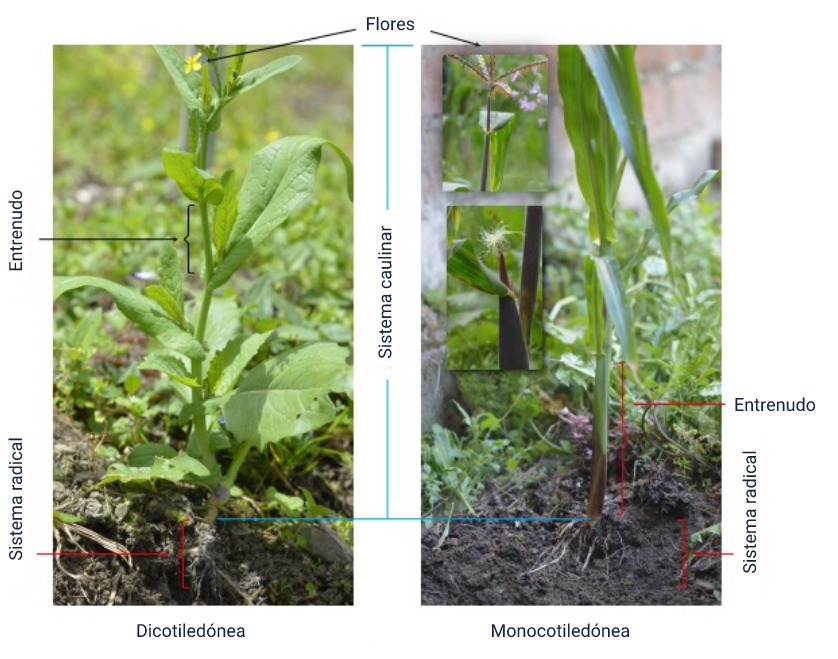 Flores
Entrenudo
Sistema caulinar
Entrenudo
Sistema radical
Sistema radical
Dicotiledónea
Monocotiledónea